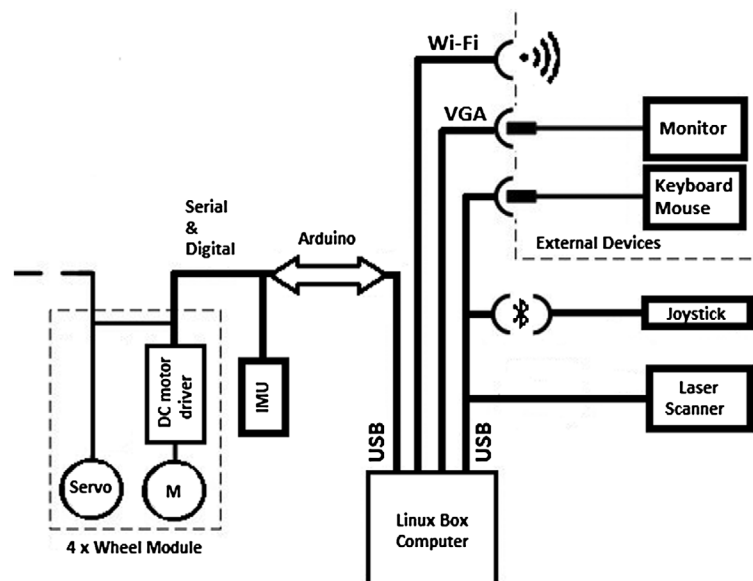 Wi-Fi
VGA
Monitor
Keyboard
Mouse
External Devices
Serial
&
Digital
Arduino
Joystick
Laser
Scanner
DC motor
driver
IMU
USB
USB
Servo
M
Linux Box
Computer
4 x Wheel Module